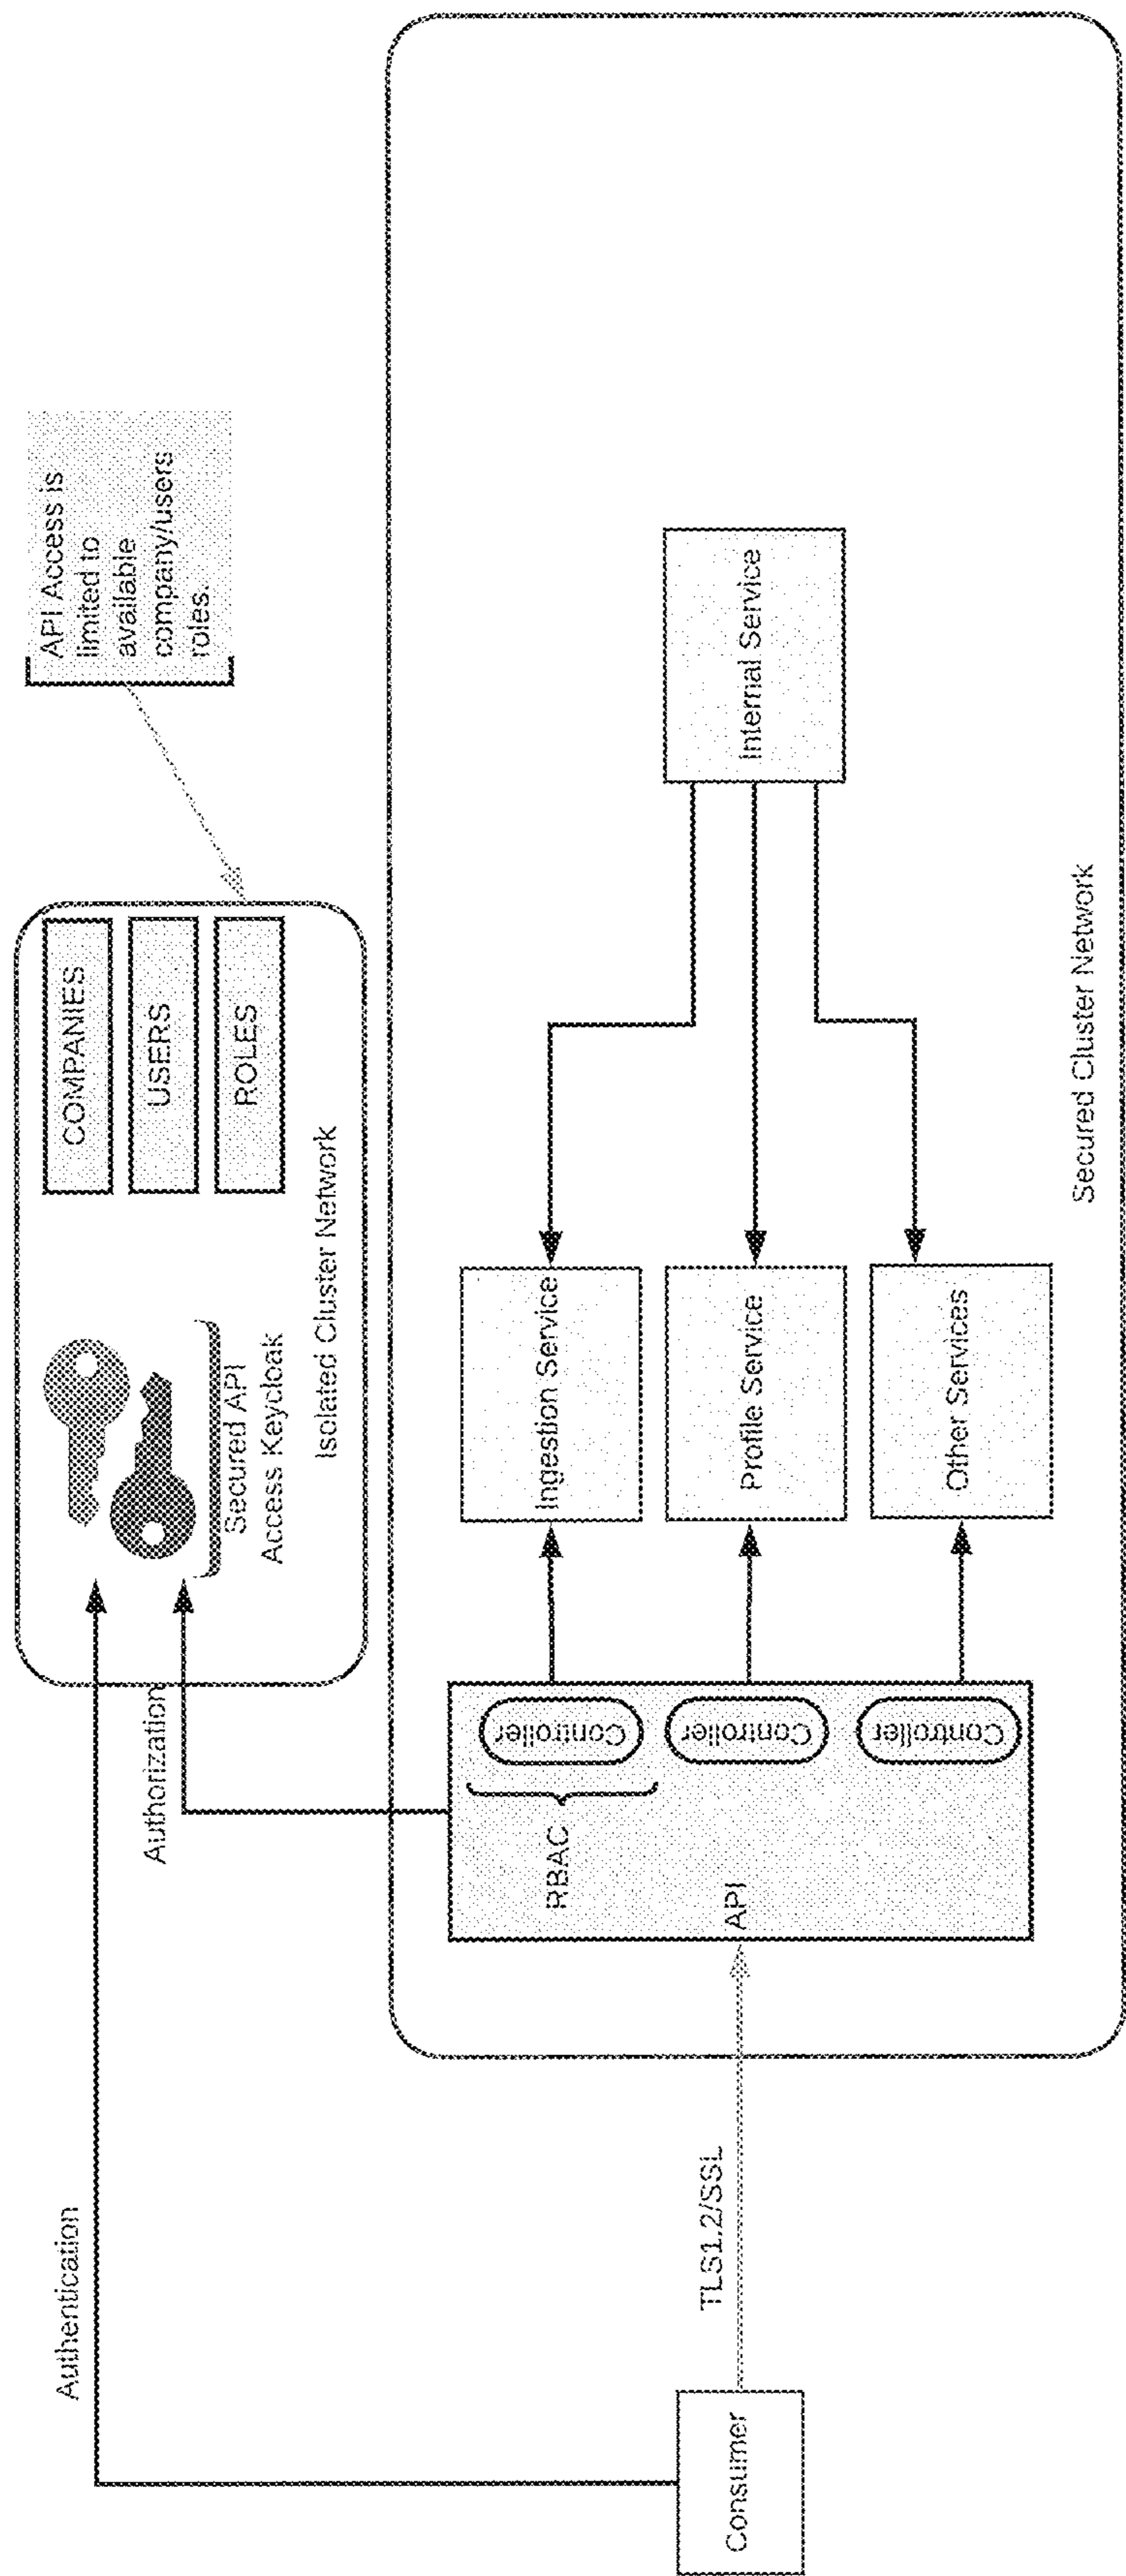 Authentication
Authorization
Secured API
Access Keycloak
Isolated Cluster Network
COMPANIES
USERS
ROLES
API Access is
limited to
available
company/users
roles.
Consumer
TLS1.2/SSL
API
RBAC
Controller
Controller
Controller
Ingestion Service
Profile Service
Other Services
Internal Service
Secured Cluster Network